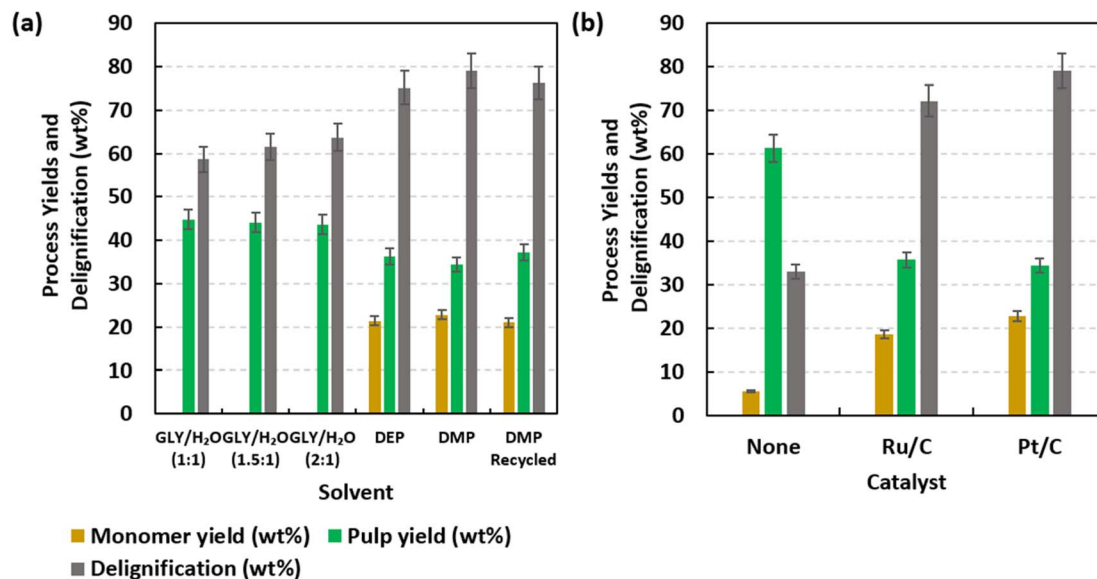 (a)
Process Yields and
Delignification (wt%)
90
80
70
60
50
40
30
20
10
0
GLY/H₂O GLY/H₂O GLY/H₂O DEP DMP DMP
(1:1) (1.5:1) (2:1) Recycled
Solvent
(b)
Process Yields and
Delignification (wt%)
90
80
70
60
50
40
30
20
10
0
None Ru/C Pt/C
Catalyst
Monomer yield (wt%) Pulp yield (wt%)
Delignification (wt%)